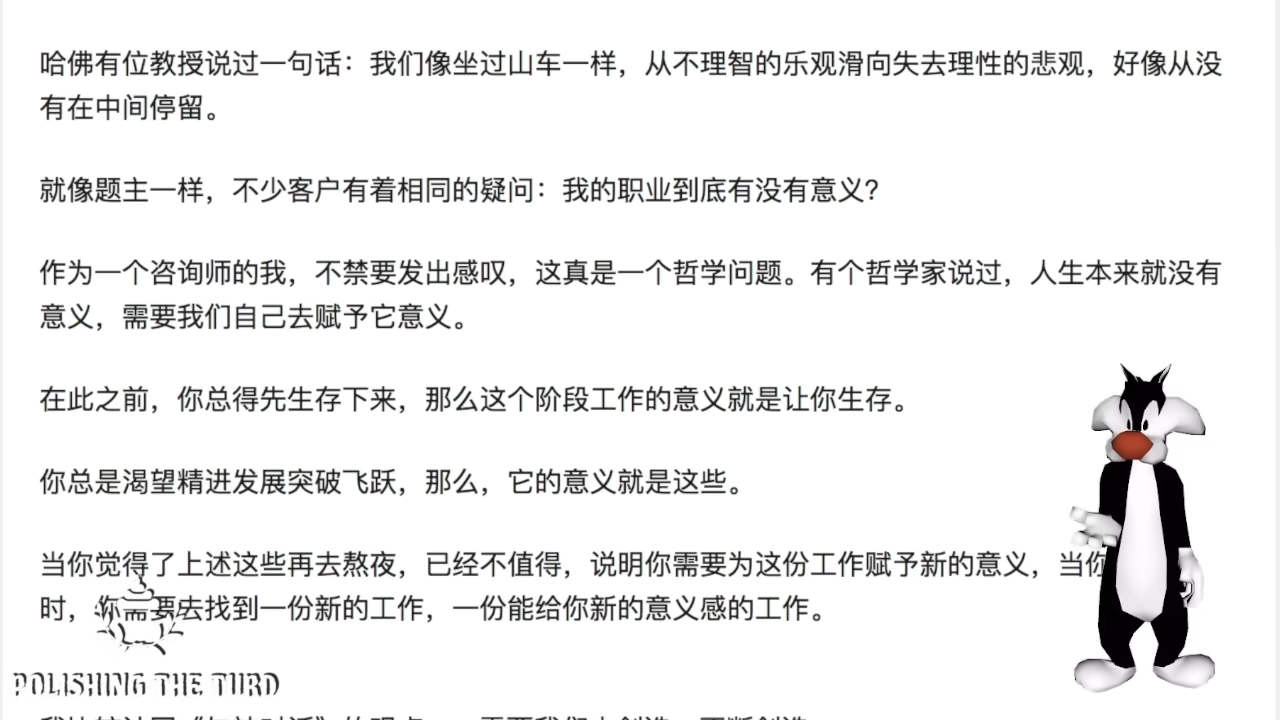 哈佛有位教授说过一句话：我们像坐过山车一样，从不理智的乐观滑向失去理性的悲观，好像从没
有在中间停留。
就像题主一样，不少客户有着相同的疑问：我的职业到底有没有意义？
作为一个咨询师的我，不禁要发出感叹，这真是一个哲学问题。有个哲学家说过，人生本来就没有
意义，需要我们自己去赋予它意义。
在此之前，你总得先生存下来，那么这个阶段工作的意义就是让你生存。
你总是渴望精进发展突破飞跃，那么，它的意义就是这些。
当你觉得了上述这些再去熬夜，已经不值得，说明你需要为这份工作赋予新的意义，当你
时，你需要去找到一份新的工作，一份能给你新的意义感的工作。
POLISHING THE TURD